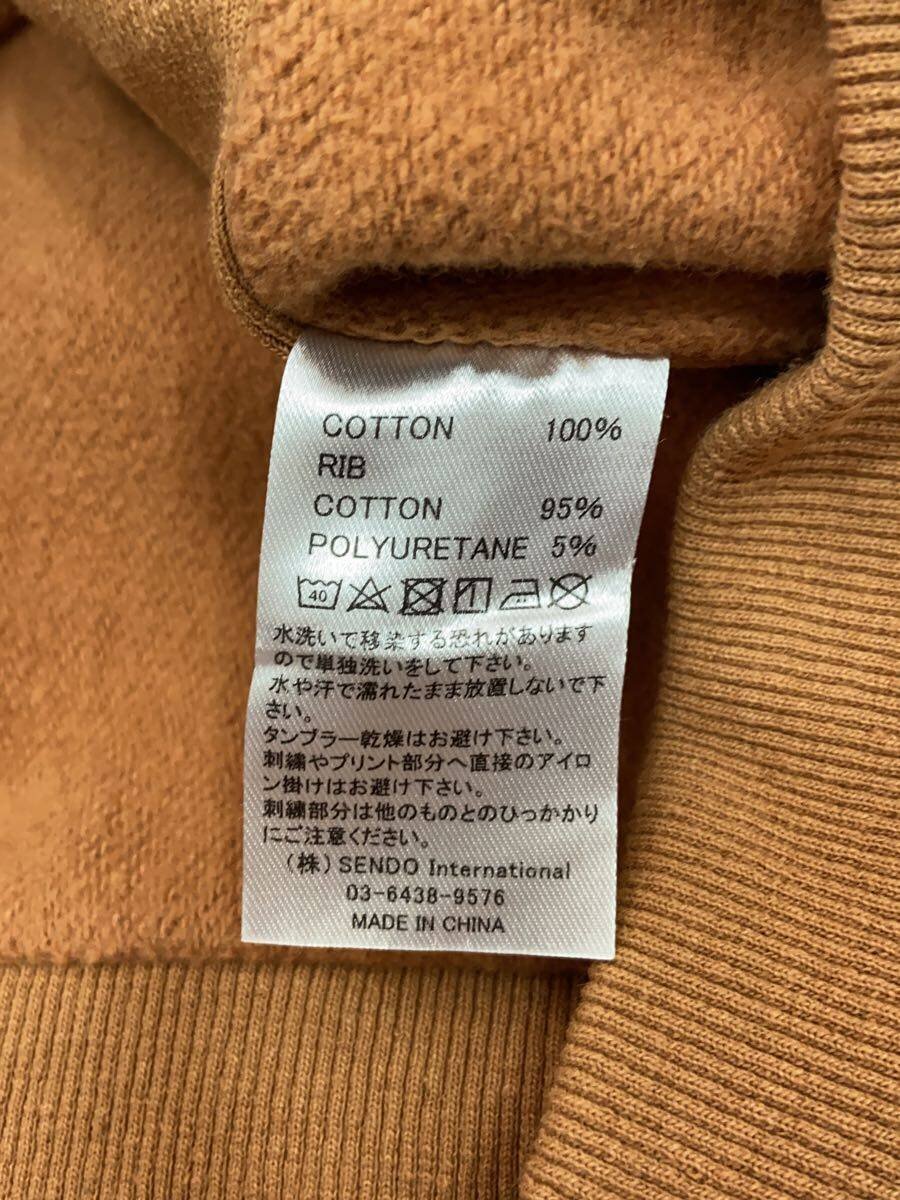 COTTON 100%
RIB
COTTON 95%
POLYURETANE 5%
40
水洗いで移染する恐れがあります
ので単独洗いをして下さい。
水や汗で濡れたまま放置しないで下
さい。
タンブラー乾燥はお避け下さい。
刺繍やプリント部分へ直接のアイロ
ン掛けはお避け下さい。
刺繍部分は他のものとのひっかかり
にご注意ください。
(株)SENDO International
03-6438-9576
MADE IN CHINA